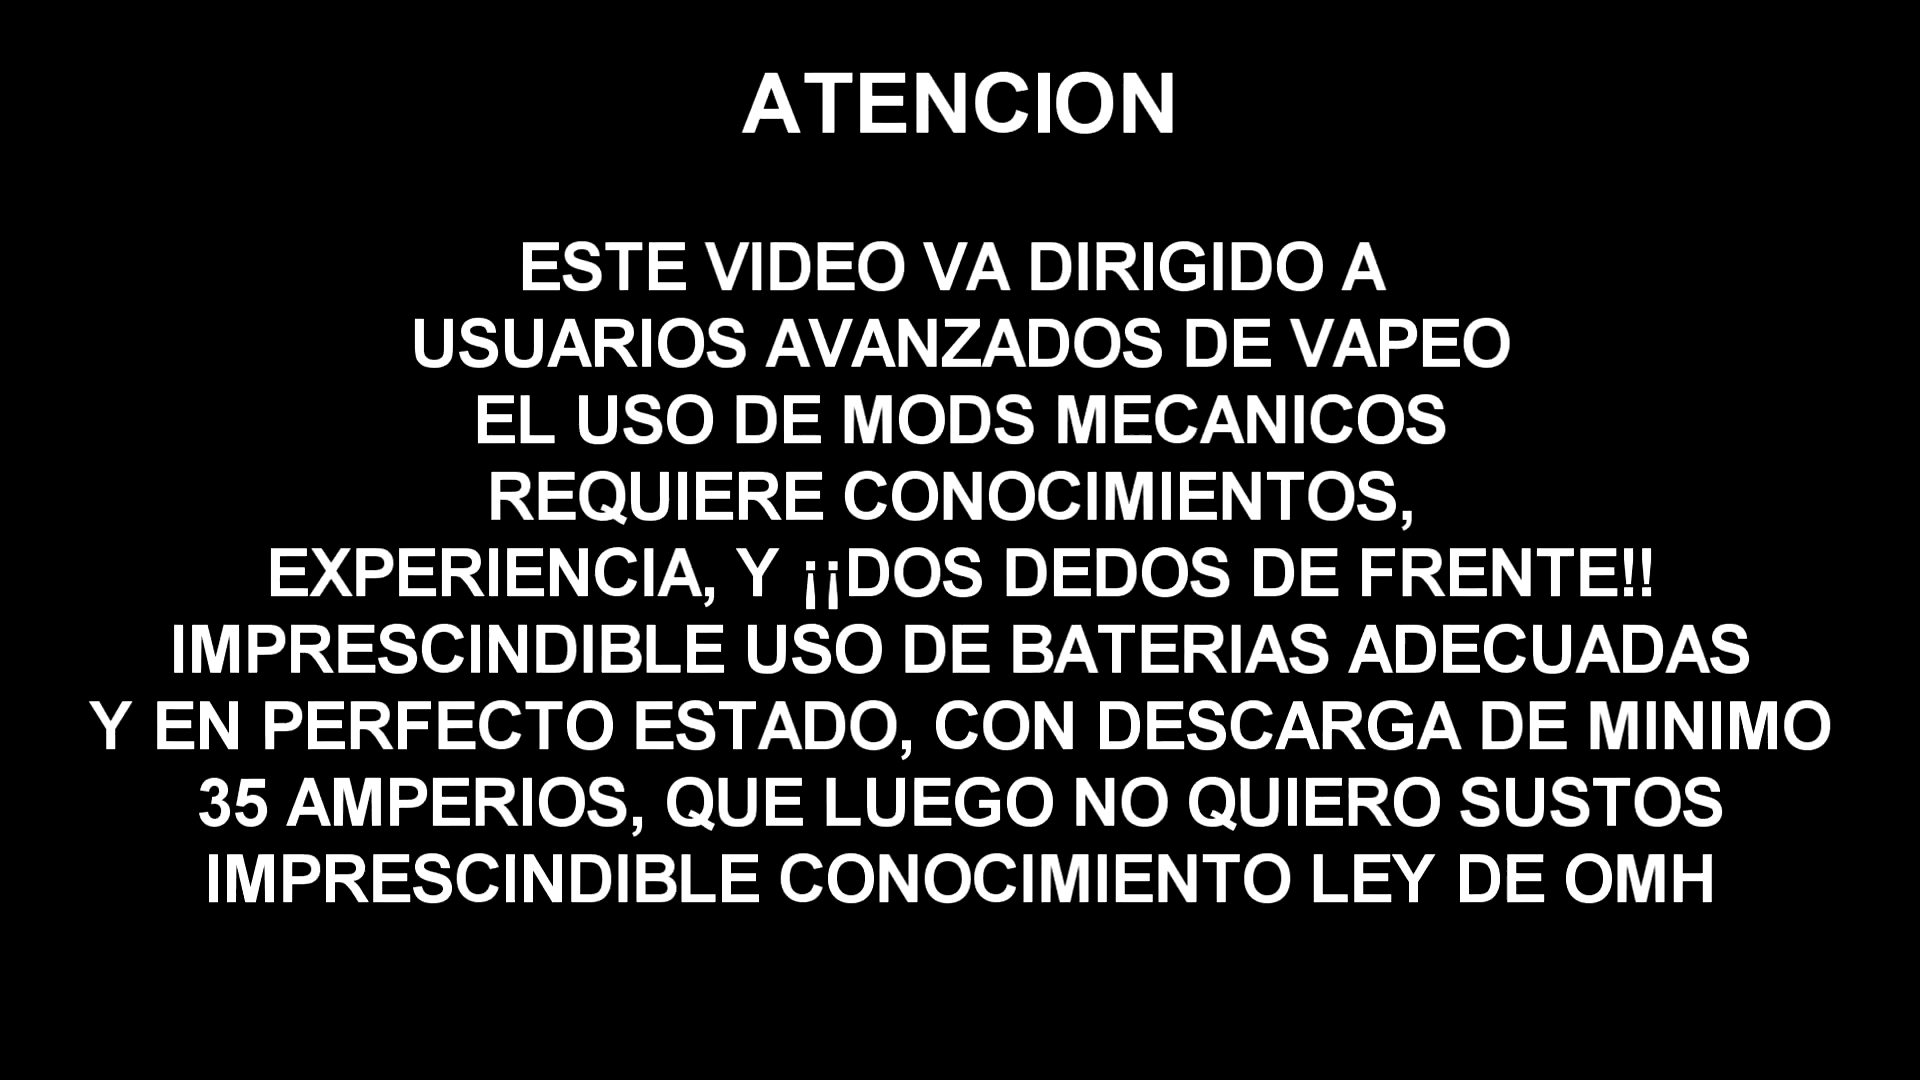 ATENCION
ESTE VIDEO VA DIRIGIDO A
USUARIOS AVANZADOS DE VAPEO
EL USO DE MODS MECANICOS
REQUIERE CONOCIMIENTOS,
EXPERIENCIA, Y ¡¡DOS DEDOS DE FRENTE!!
IMPRESCINDIBLE USO DE BATERIAS ADECUADAS
Y EN PERFECTO ESTADO, CON DESCARGA DE MINIMO
35 AMPERIOS, QUE LUEGO NO QUIERO SUSTOS
IMPRESCINDIBLE CONOCIMIENTO LEY DE OMH